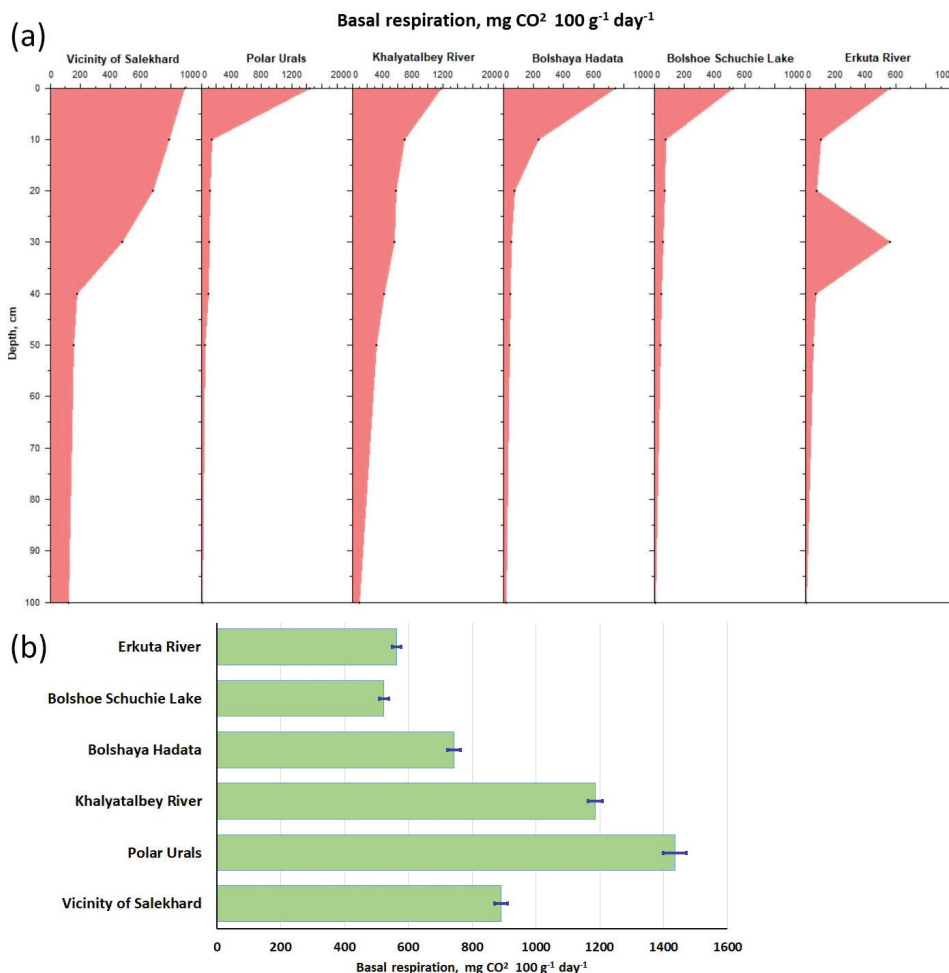 Basal respiration, mg CO² 100 g⁻¹ day⁻¹
(a)
Vicinity of Salekhard Polar Urals Khalyatalbey River Bolshaya Hadata Bolshoe Schuchie Lake Erkuta River
0 200 400 600 800 1000 0 400 800 1200 2000 0 400 800 1200 2000 0 200 400 600 1000 0 200 400 600 1000 0 200 400 600 1000
0
10
20
30
40
50
60
70
80
90
100
Depth, cm
(b)
Erkuta River
Bolshoe Schuchie Lake
Bolshaya Hadata
Khalyatalbey River
Polar Urals
Vicinity of Salekhard
0 200 400 600 800 1000 1200 1400 1600
Basal respiration, mg CO² 100 g⁻¹ day⁻¹